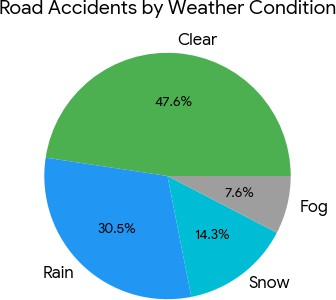 Road Accidents by Weather Condition
Clear
47.6%
7.6%
Fog
30.5%
14.3%
Rain
Snow